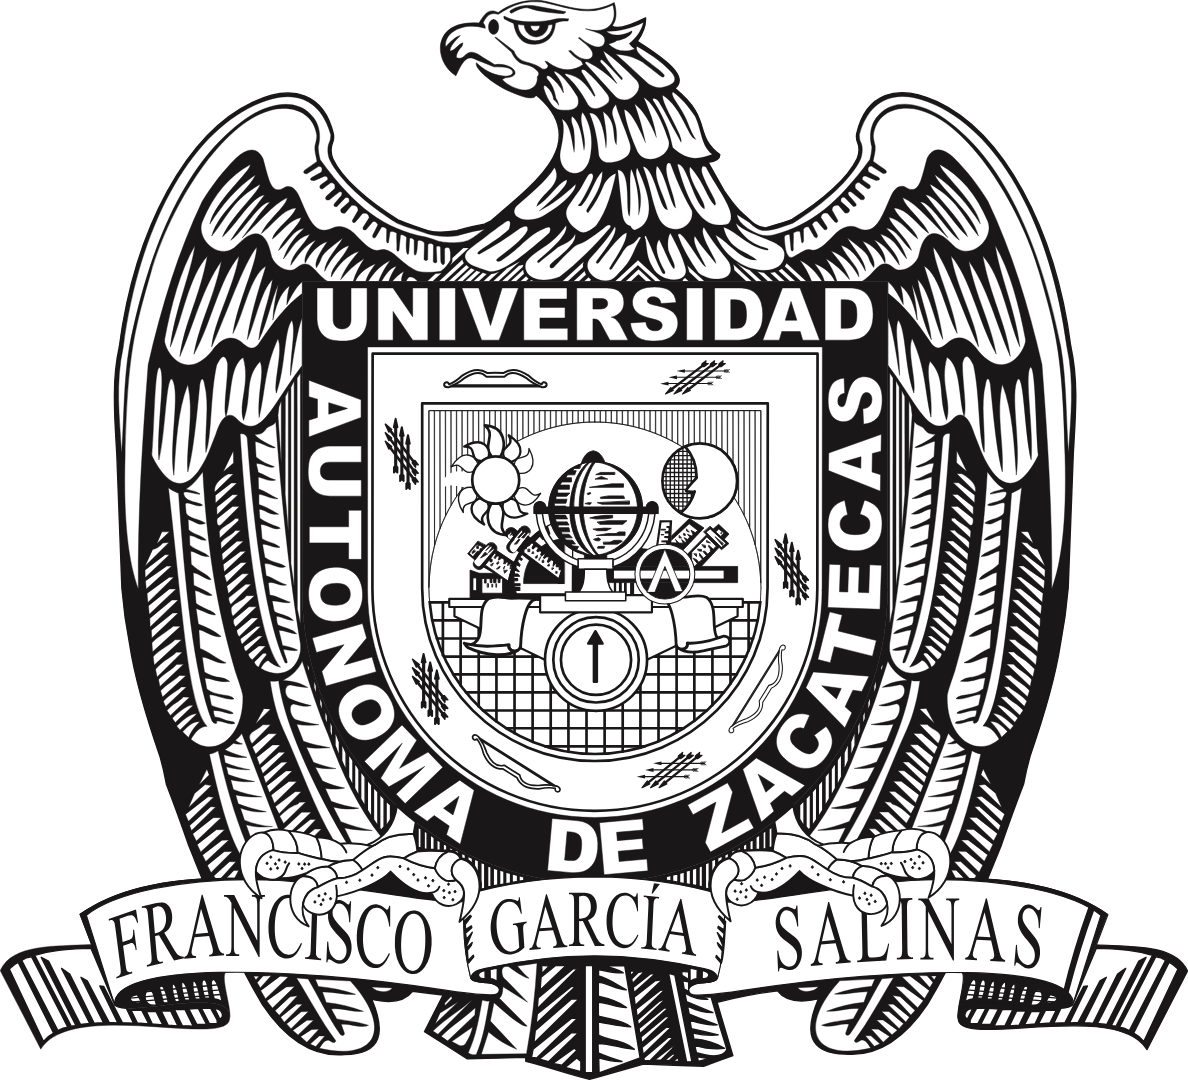 UNIVERSIDAD
AUTONOMA
DE
ZACATECAS
FRANCISCO
GARCÍA
SALINAS